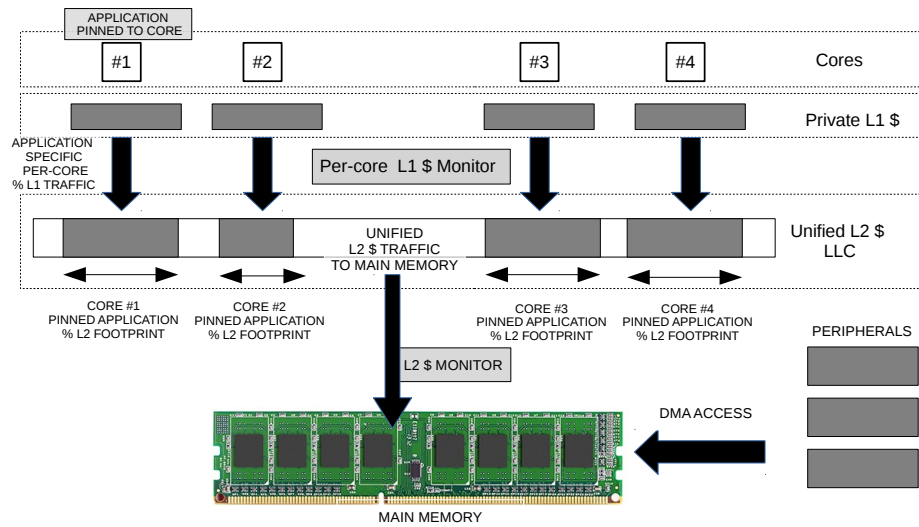 APPLICATION
PINNED TO CORE
#1
#2
#3
#4
Cores
Private L1 $
APPLICATION
SPECIFIC
PER-CORE
% L1 TRAFFIC
Per-core L1 $ Monitor
UNIFIED
L2 $ TRAFFIC
TO MAIN MEMORY
Unified L2 $
LLC
CORE #1
PINNED APPLICATION
% L2 FOOTPRINT
CORE #2
PINNED APPLICATION
% L2 FOOTPRINT
CORE #3
PINNED APPLICATION
% L2 FOOTPRINT
CORE #4
PINNED APPLICATION
% L2 FOOTPRINT
PERIPHERALS
L2 $ MONITOR
DMA ACCESS
MAIN MEMORY